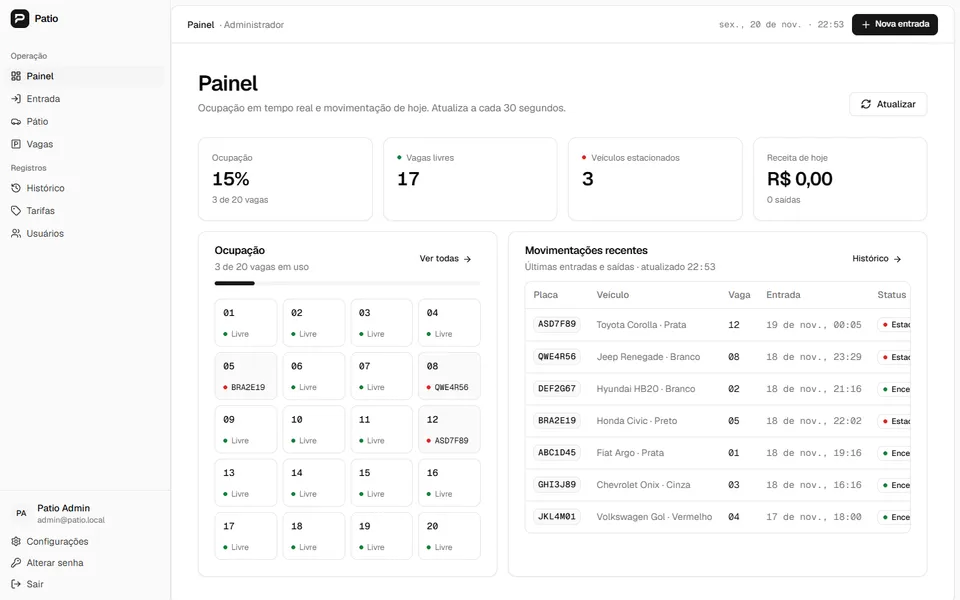 Patio
Operação
Painel
Entrada
Pátio
Vagas
Registros
Histórico
Tarifas
Usuários
PA
Patio Admin
admin@patio.local
Configurações
Alterar senha
Sair
Painel · Administrador
sex., 20 de nov. · 22:53
Nova entrada
Painel
Ocupação em tempo real e movimentação de hoje. Atualiza a cada 30 segundos.
Atualizar
Ocupação
15%
3 de 20 vagas
Vagas livres
17
Veículos estacionados
3
Receita de hoje
R$ 0,00
0 saídas
Ocupação
3 de 20 vagas em uso
Ver todas →
01 02 03 04
Livre Livre Livre Livre
05 06 07 08
BRA2E19 Livre Livre QWE4R56
09 10 11 12
Livre Livre Livre ASD7F89
13 14 15 16
Livre Livre Livre Livre
17 18 19 20
Livre Livre Livre Livre
Movimentações recentes
Últimas entradas e saídas · atualizado 22:53
Histórico →
Placa Veículo Vaga Entrada Status
ASD7F89 Toyota Corolla · Prata 12 19 de nov., 00:05 Estac
QWE4R56 Jeep Renegade · Branco 08 18 de nov., 23:29 Estac
DEF2G67 Hyundai HB20 · Branco 02 18 de nov., 21:16 Ence
BRA2E19 Honda Civic · Preto 05 18 de nov., 22:02 Estac
ABC1D45 Fiat Argo · Prata 01 18 de nov., 19:16 Ence
GHI3J89 Chevrolet Onix · Cinza 03 18 de nov., 16:16 Ence
JKL4M01 Volkswagen Gol · Vermelho 04 17 de nov., 18:00 Ence